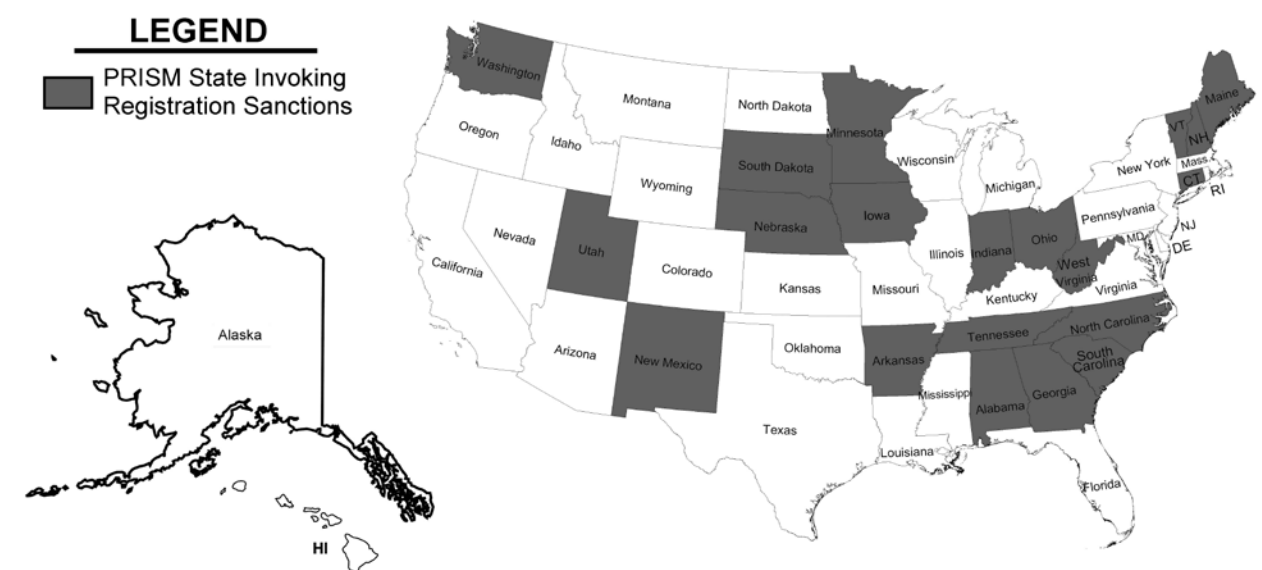 LEGEND
PRISM State Invoking
Registration Sanctions
Washington
Montana
North Dakota
Minnesota
Oregon
Idaho
Wisconsin
South Dakota
Wyoming
Michigan
New York
VT
NH
Maine
Mass.
CT
RI
Nebraska
Iowa
Pennsylvania
NJ
Nevada
Utah
Colorado
Illinois
Indiana
Ohio
MD
DE
California
Kansas
Missouri
West
Virginia
Kentucky
Virginia
Alaska
Arizona
New Mexico
Oklahoma
Arkansas
Tennessee
North Carolina
South
Carolina
Mississippi
Alabama
Georgia
Texas
Louisiana
Florida
HI